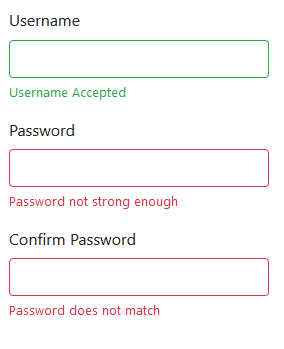 Username
Username Accepted
Password
Password not strong enough
Confirm Password
Password does not match